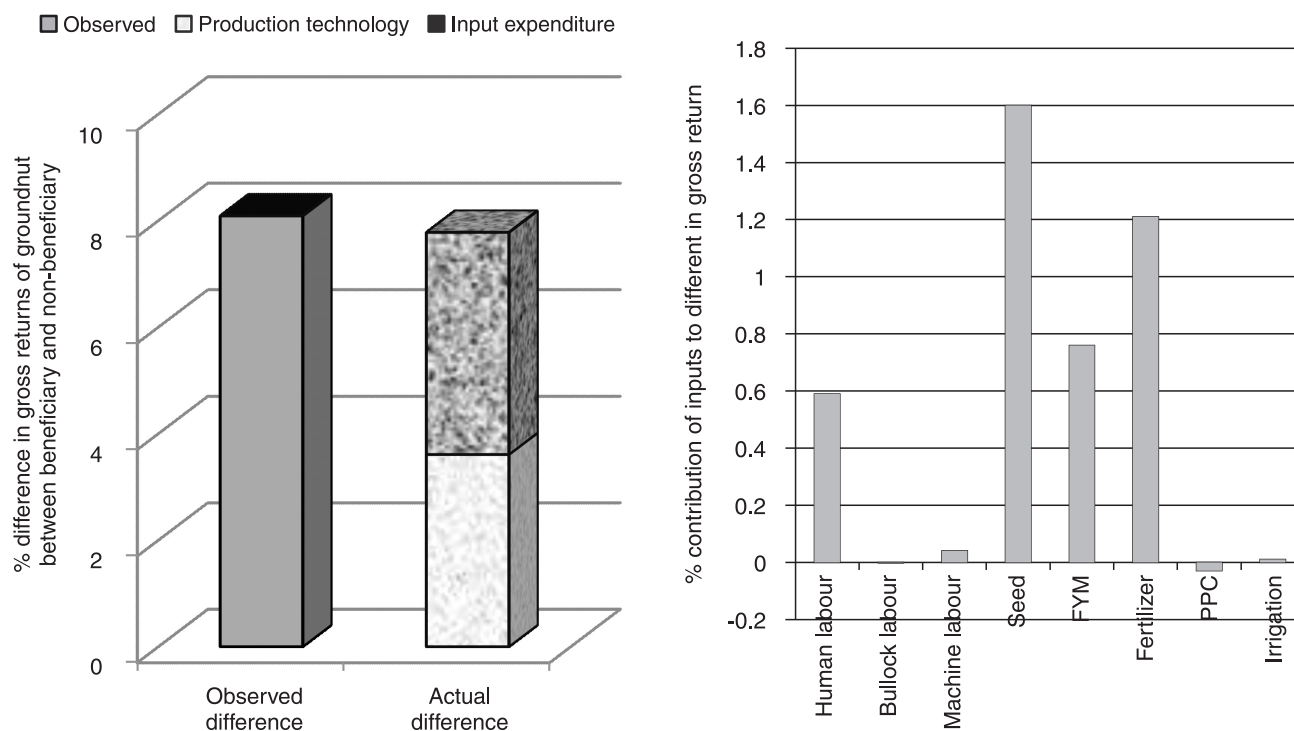 Observed Production technology Input expenditure
% difference in gross returns of groundnut
between beneficiary and non-beneficiary
10
8
6
4
2
0
Observed
difference
Actual
difference
% contribution of inputs to different in gross return
1.8
1.6
1.4
1.2
1
0.8
0.6
0.4
0.2
0
-0.2
Human labour
Bullock labour
Machine labour
Seed
FYM
Fertilizer
PPC
Irrigation